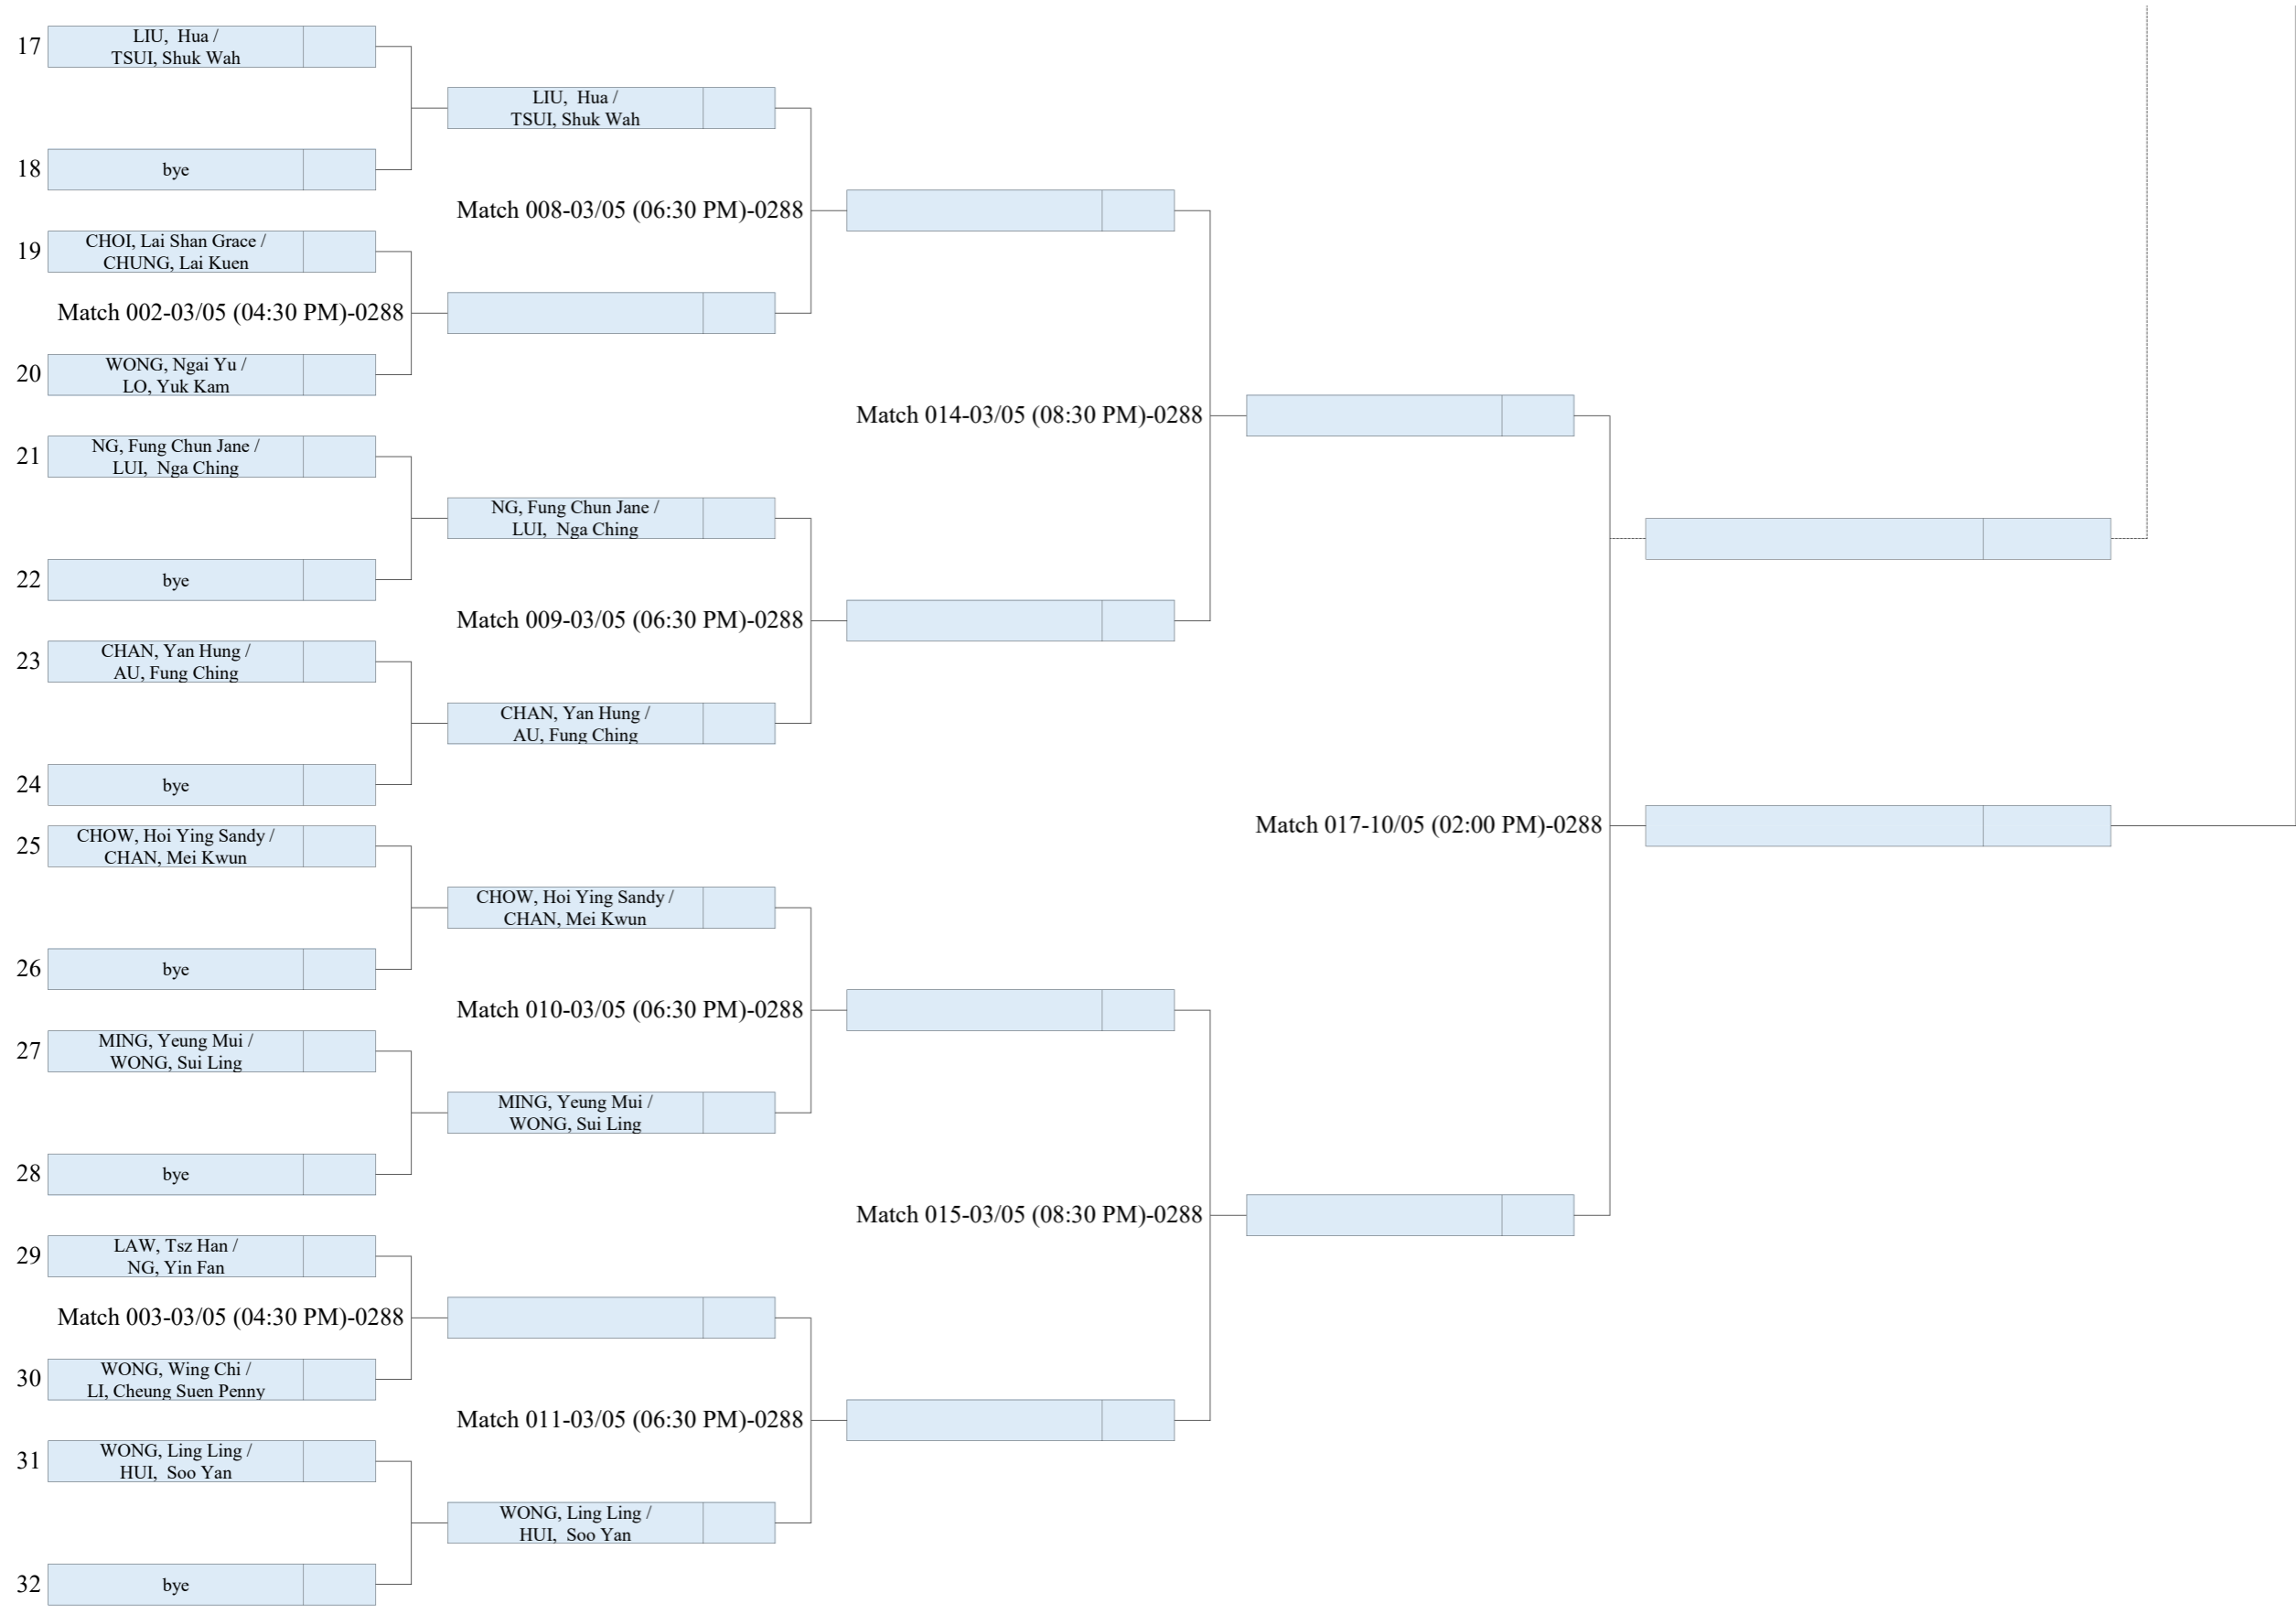 17
LIU,  Hua /
TSUI, Shuk Wah
LIU,  Hua /
TSUI, Shuk Wah
18
bye
Match 008-03/05 (06:30 PM)-0288
19
CHOI, Lai Shan Grace /
CHUNG, Lai Kuen
Match 002-03/05 (04:30 PM)-0288
20
WONG, Ngai Yu /
LO, Yuk Kam
Match 014-03/05 (08:30 PM)-0288
21
NG, Fung Chun Jane /
LUI,  Nga Ching
NG, Fung Chun Jane /
LUI,  Nga Ching
22
bye
Match 009-03/05 (06:30 PM)-0288
23
CHAN, Yan Hung /
AU, Fung Ching
CHAN, Yan Hung /
AU, Fung Ching
24
bye
Match 017-10/05 (02:00 PM)-0288
25
CHOW, Hoi Ying Sandy /
CHAN, Mei Kwun
CHOW, Hoi Ying Sandy /
CHAN, Mei Kwun
26
bye
Match 010-03/05 (06:30 PM)-0288
27
MING, Yeung Mui /
WONG, Sui Ling
MING, Yeung Mui /
WONG, Sui Ling
28
bye
Match 015-03/05 (08:30 PM)-0288
29
LAW, Tsz Han /
NG, Yin Fan
Match 003-03/05 (04:30 PM)-0288
30
WONG, Wing Chi /
LI, Cheung Suen Penny
Match 011-03/05 (06:30 PM)-0288
31
WONG, Ling Ling /
HUI,  Soo Yan
WONG, Ling Ling /
HUI,  Soo Yan
32
bye